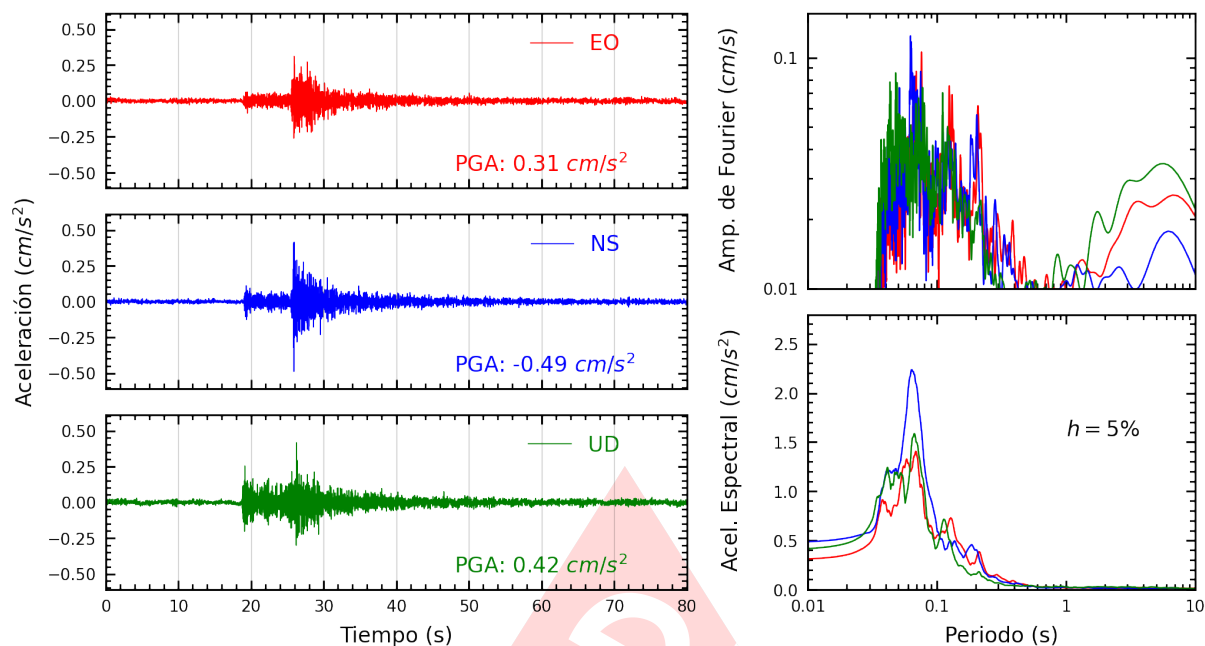 Aceleración (cm/s²)
0.50
0.25
0.00
−0.25
−0.50
EO
PGA: 0.31 cm/s²
0.50
0.25
0.00
−0.25
−0.50
NS
PGA: -0.49 cm/s²
0.50
0.25
0.00
−0.25
−0.50
UD
PGA: 0.42 cm/s²
0 10 20 30 40 50 60 70 80
Tiempo (s)
Amp. de Fourier (cm/s)
0.1
0.01
Acel. Espectral (cm/s²)
2.5
2.0
1.5
1.0
0.5
0.0
h = 5%
0.01 0.1 1 10
Periodo (s)